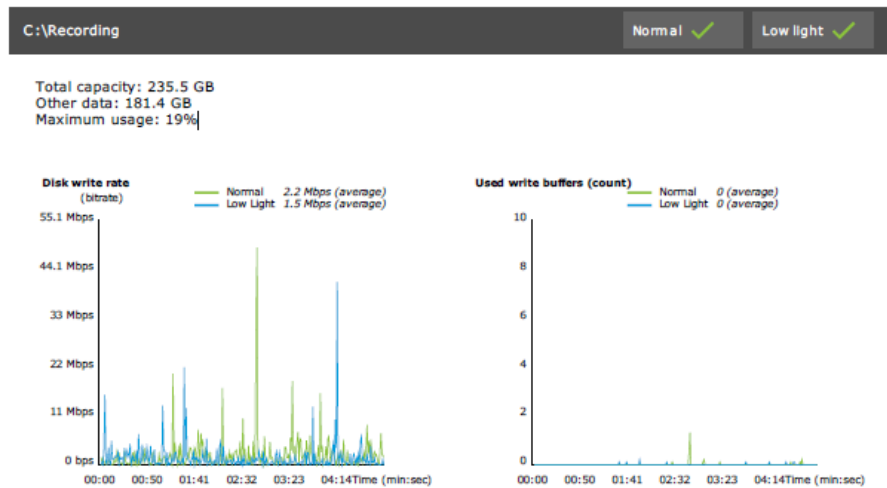 C:\Recording
Normal
Low light
Total capacity: 235.5 GB
Other data: 181.4 GB
Maximum usage: 19%
Disk write rate
(bitrate)
Normal 2.2 Mbps (average)
Low Light 1.5 Mbps (average)
55.1 Mbps
44.1 Mbps
33 Mbps
22 Mbps
11 Mbps
0 bps
00:00 00:50 01:41 02:32 03:23 04:14Time (min:sec)
Used write buffers (count)
Normal 0 (average)
Low Light 0 (average)
10
8
6
4
2
0
00:00 00:50 01:41 02:32 03:23 04:14Time (min:sec)